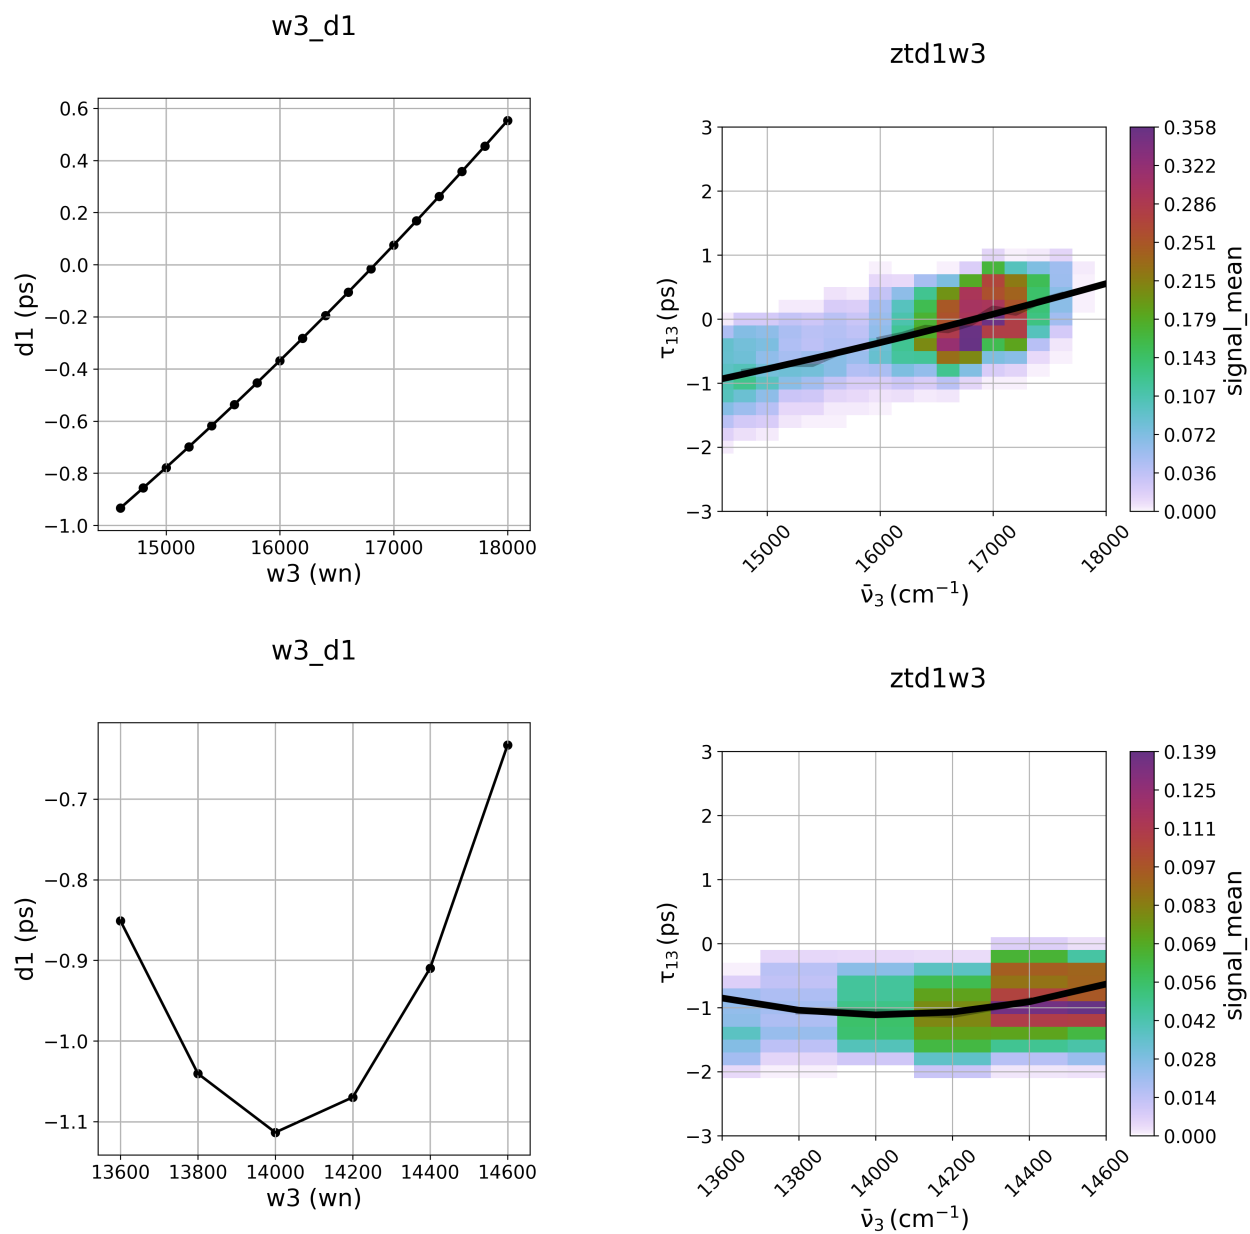 w3_d1
0.6
0.4
0.2
0.0
−0.2
−0.4
−0.6
−0.8
−1.0
d1 (ps)
15000 16000 17000 18000
w3 (wn)
ztd1w3
3
2
1
0
−1
−2
−3
τ₁₃ (ps)
15000 16000 17000 18000
ν̄₃ (cm⁻¹)
0.358
0.322
0.286
0.251
0.215
0.179
0.143
0.107
0.072
0.036
0.000
signal_mean
w3_d1
−0.7
−0.8
−0.9
−1.0
−1.1
d1 (ps)
13600 13800 14000 14200 14400 14600
w3 (wn)
ztd1w3
3
2
1
0
−1
−2
−3
τ₁₃ (ps)
13600 13800 14000 14200 14400 14600
ν̄₃ (cm⁻¹)
0.139
0.125
0.111
0.097
0.083
0.069
0.056
0.042
0.028
0.014
0.000
signal_mean